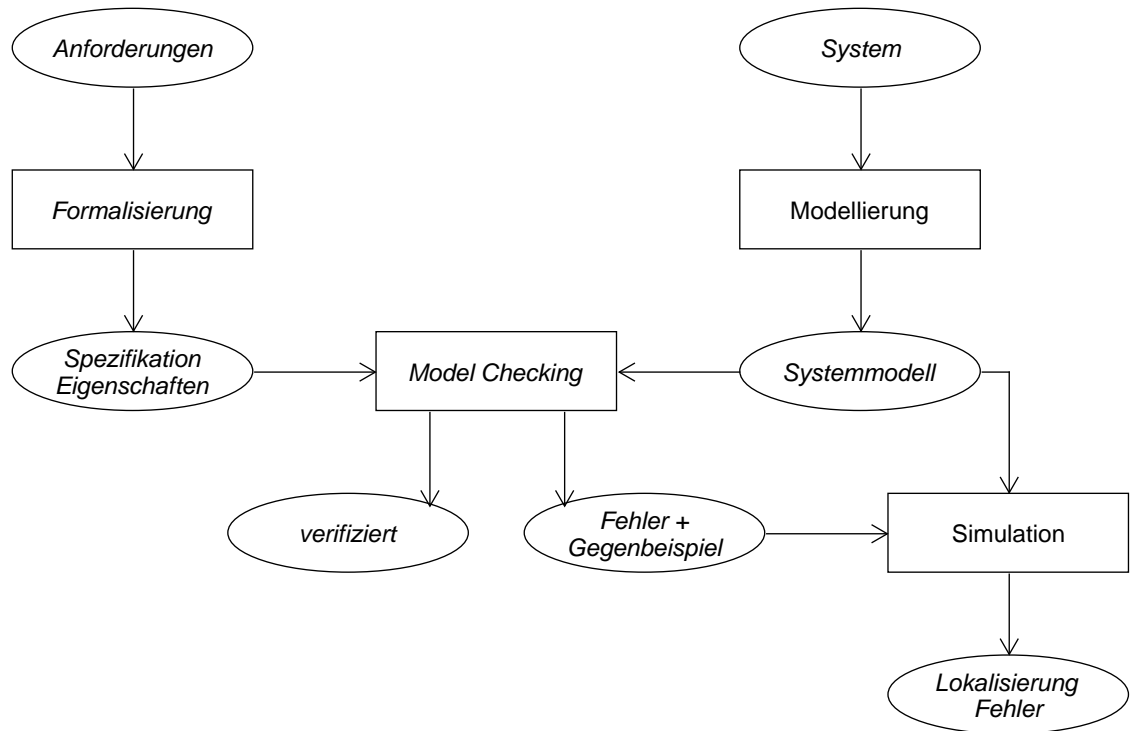 Anforderungen
System
Formalisierung
Modellierung
Spezifikation
Eigenschaften
Model Checking
Systemmodell
verifiziert
Fehler +
Gegenbeispiel
Simulation
Lokalisierung
Fehler